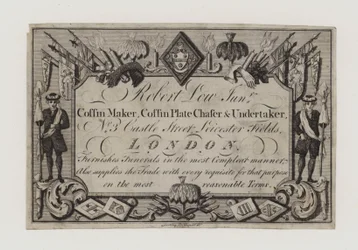 Robert Low Junr.
Coffin Maker, Coffin Plate Chaser & Undertaker,
No. 3 Castle Street Leicester Fields,
LONDON.
Furnishes Funerals in the most Compleat manner,
Also supplies the Trade with every requisite for that purpose
in the most reasonable Terms.